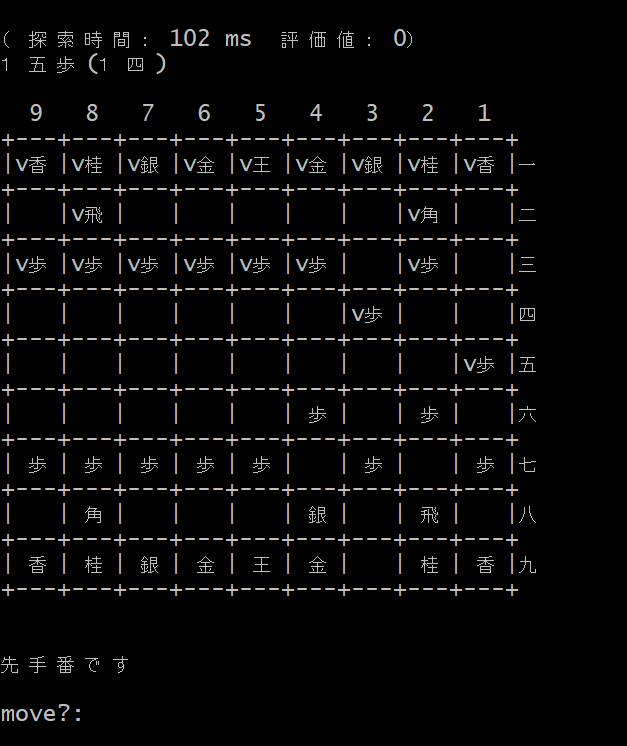 ( 探索時間: 102 ms 評価値: 0)
1五歩(1四)
9 8 7 6 5 4 3 2 1
+---+---+---+---+---+---+---+---+---+
|v香|v桂|v銀|v金|v王|v金|v銀|v桂|v香|一
+---+---+---+---+---+---+---+---+---+
|   |v飛|   |   |   |   |   |v角|   |二
+---+---+---+---+---+---+---+---+---+
|v歩|v歩|v歩|v歩|v歩|v歩|   |v歩|   |三
+---+---+---+---+---+---+---+---+---+
|   |   |   |   |   |   |v歩|   |   |四
+---+---+---+---+---+---+---+---+---+
|   |   |   |   |   |   |   |   |v歩|五
+---+---+---+---+---+---+---+---+---+
|   |   |   |   |   | 歩|   | 歩|   |六
+---+---+---+---+---+---+---+---+---+
| 歩| 歩| 歩| 歩| 歩|   | 歩|   | 歩|七
+---+---+---+---+---+---+---+---+---+
|   | 角|   |   |   | 銀|   | 飛|   |八
+---+---+---+---+---+---+---+---+---+
| 香| 桂| 銀| 金| 王| 金|   | 桂| 香|九
+---+---+---+---+---+---+---+---+---+
先手番です
move?: